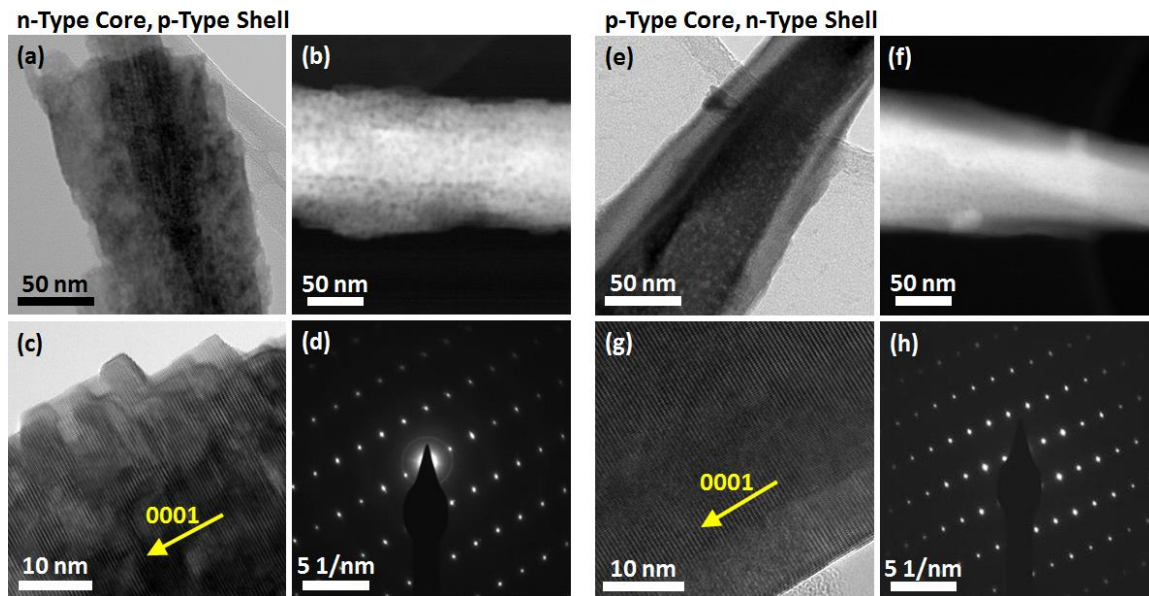 n-Type Core, p-Type Shell
p-Type Core, n-Type Shell
(a)
(b)
(e)
(f)
50 nm
50 nm
50 nm
50 nm
(c)
(d)
(g)
(h)
0001
0001
10 nm
5 1/nm
10 nm
5 1/nm